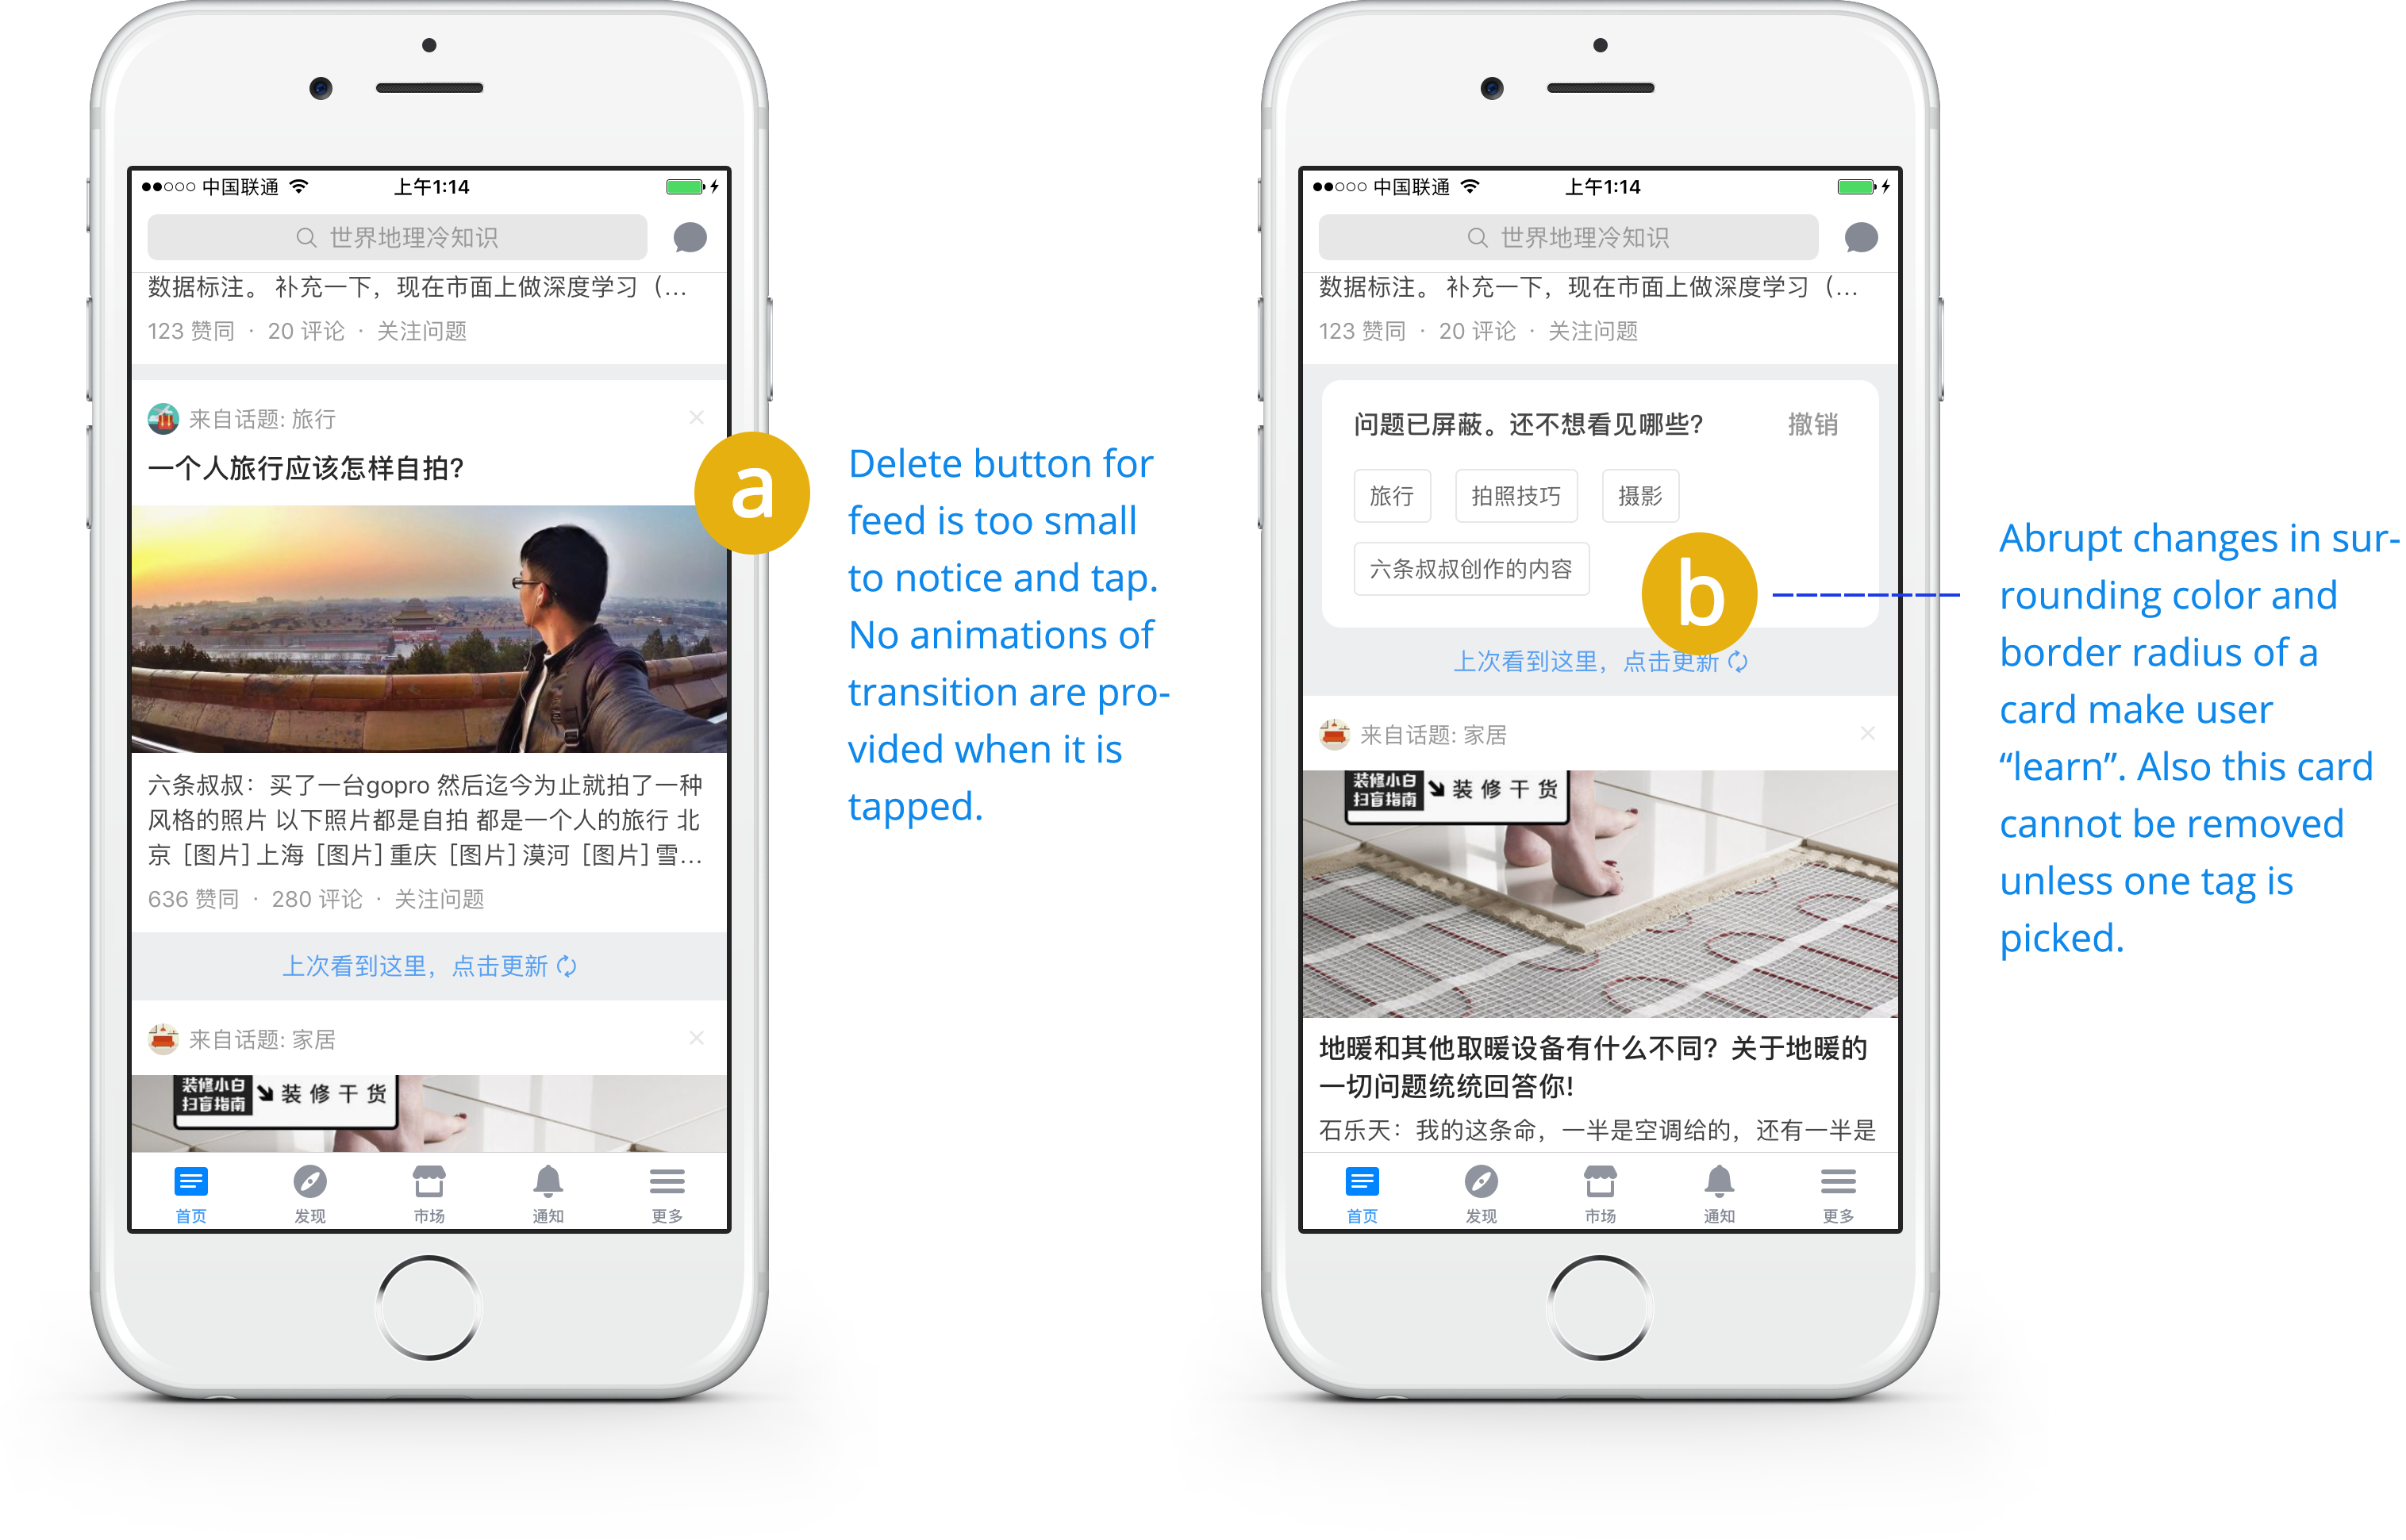 中国联通 上午1:14
世界地理冷知识
数据标注。 补充一下，现在市面上做深度学习（...
123 赞同 · 20 评论 · 关注问题
来自话题: 旅行
一个人旅行应该怎样自拍?
六条叔叔：买了一台gopro 然后迄今为止就拍了一种
风格的照片 以下照片都是自拍 都是一个人的旅行 北
京 [图片] 上海 [图片] 重庆 [图片] 漠河 [图片] 雪...
636 赞同 · 280 评论 · 关注问题
上次看到这里，点击更新
来自话题: 家居
装修小白
扫盲指南
装修干货
首页 发现 市场 通知 更多
a
Delete button for
feed is too small
to notice and tap.
No animations of
transition are pro-
vided when it is
tapped.
中国联通 上午1:14
世界地理冷知识
数据标注。 补充一下，现在市面上做深度学习（...
123 赞同 · 20 评论 · 关注问题
问题已屏蔽。还不想看见哪些? 撤销
旅行 拍照技巧 摄影
六条叔叔创作的内容
上次看到这里，点击更新
来自话题: 家居
装修小白
扫盲指南
装修干货
地暖和其他取暖设备有什么不同？关于地暖的
一切问题统统回答你!
石乐天：我的这条命，一半是空调给的，还有一半是
首页 发现 市场 通知 更多
b
Abrupt changes in sur-
rounding color and
border radius of a
card make user
“learn”. Also this card
cannot be removed
unless one tag is
picked.